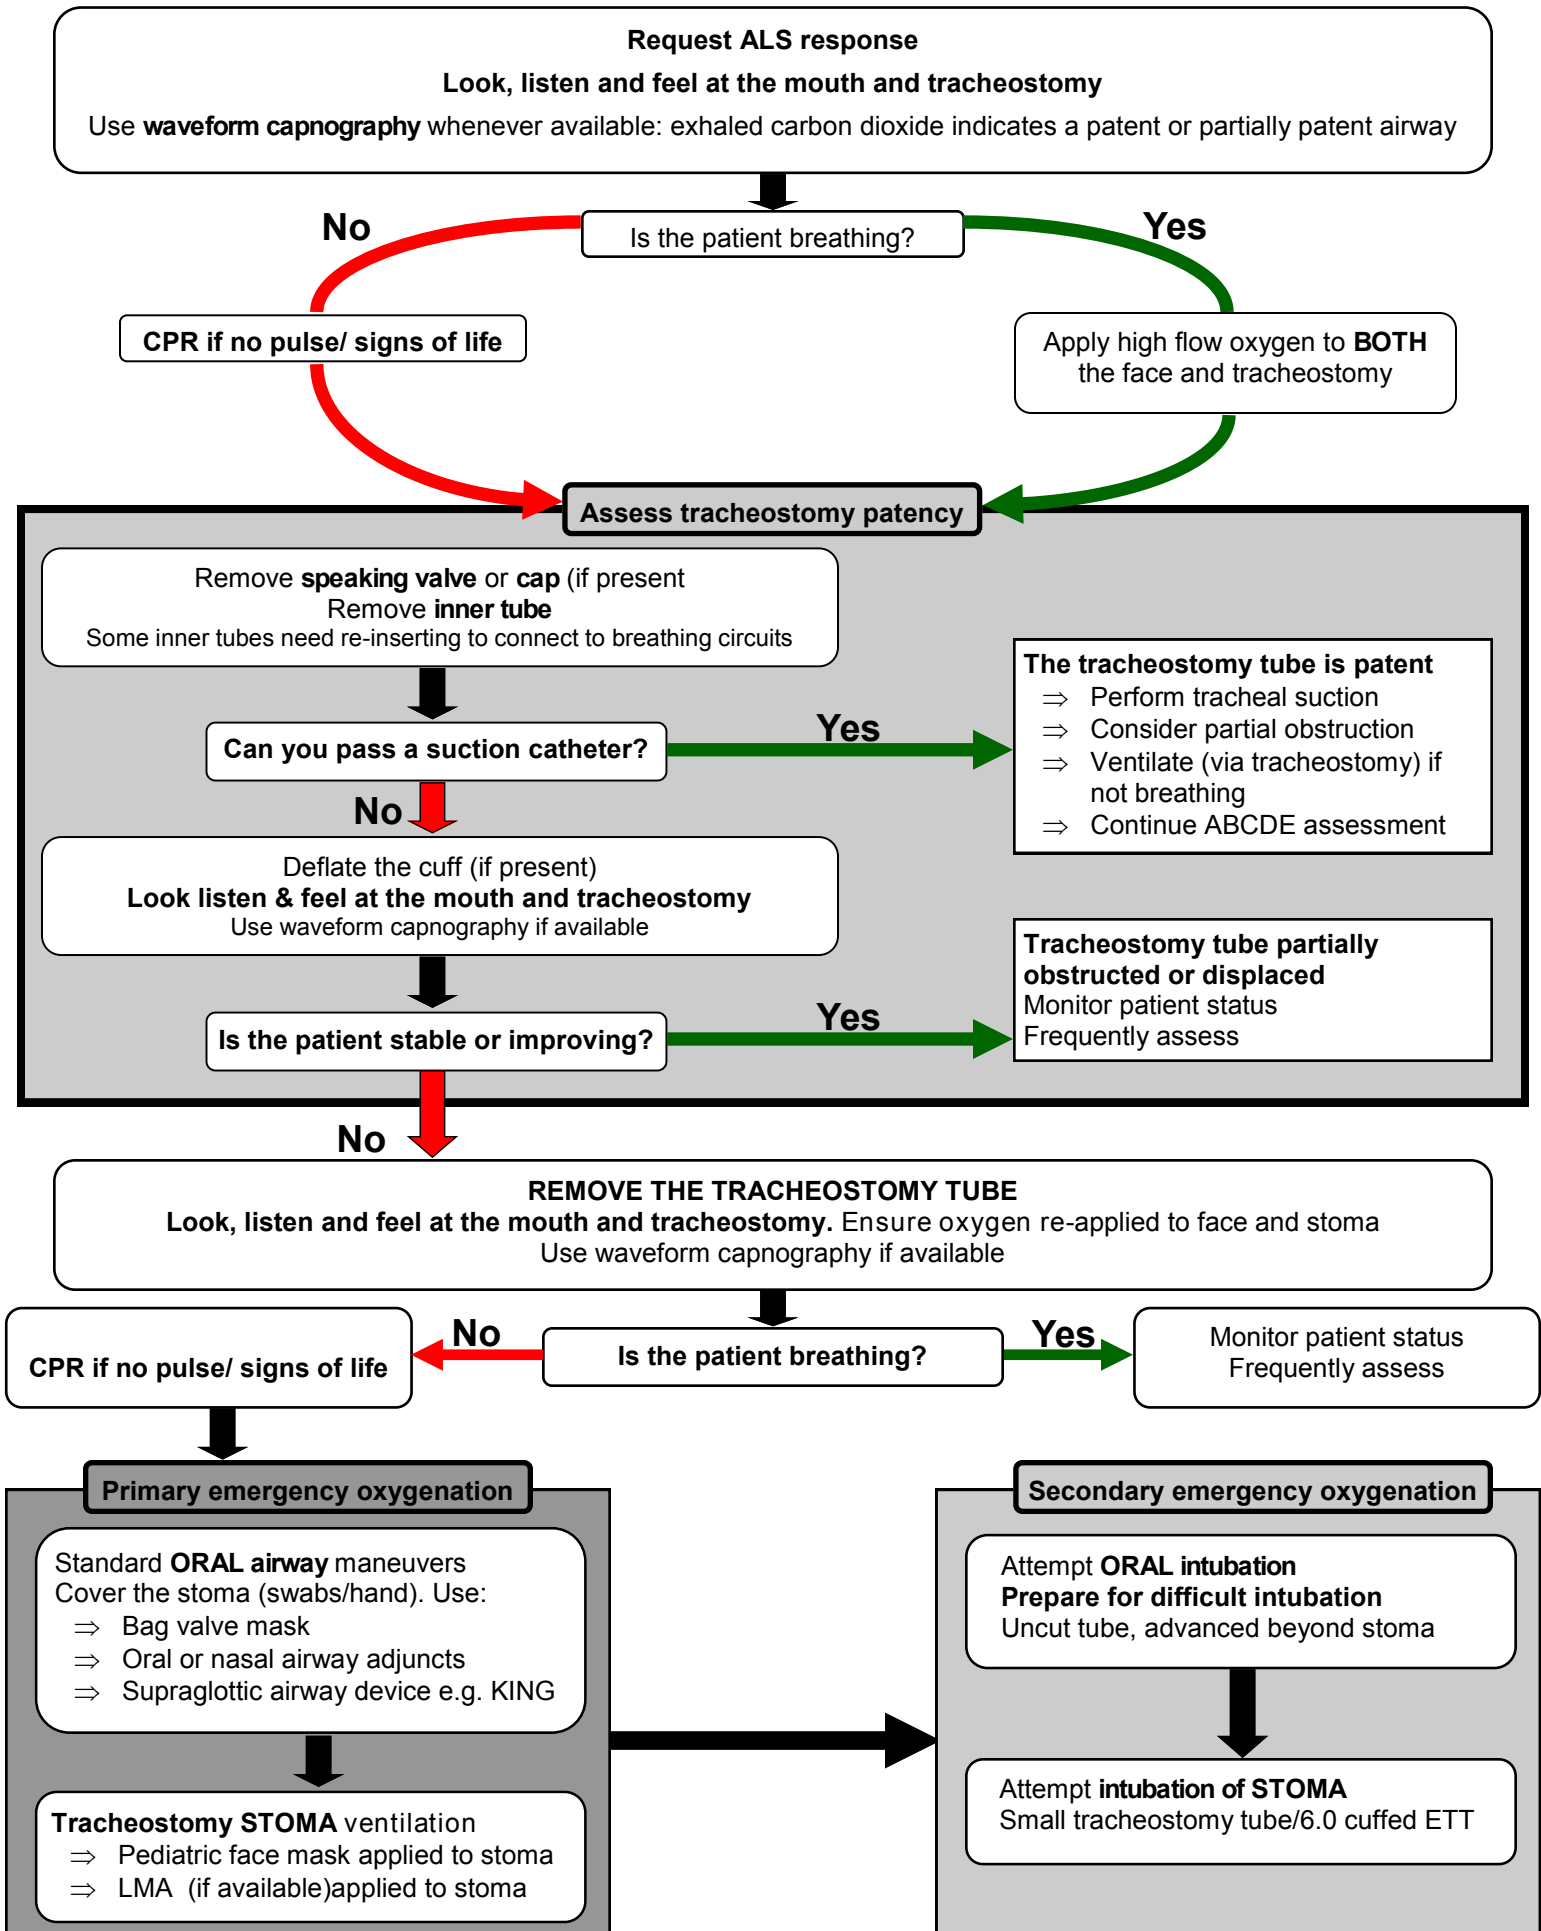 Request ALS response
Look, listen and feel at the mouth and tracheostomy
Use waveform capnography whenever available: exhaled carbon dioxide indicates a patent or partially patent airway
No
Is the patient breathing?
Yes
CPR if no pulse/ signs of life
Apply high flow oxygen to BOTH
the face and tracheostomy
Assess tracheostomy patency
Remove speaking valve or cap (if present
Remove inner tube
Some inner tubes need re-inserting to connect to breathing circuits
Can you pass a suction catheter?
Yes
The tracheostomy tube is patent
⇒ Perform tracheal suction
⇒ Consider partial obstruction
⇒ Ventilate (via tracheostomy) if
not breathing
⇒ Continue ABCDE assessment
No
Deflate the cuff (if present)
Look listen & feel at the mouth and tracheostomy
Use waveform capnography if available
Is the patient stable or improving?
Yes
Tracheostomy tube partially
obstructed or displaced
Monitor patient status
Frequently assess
No
REMOVE THE TRACHEOSTOMY TUBE
Look, listen and feel at the mouth and tracheostomy. Ensure oxygen re-applied to face and stoma
Use waveform capnography if available
Is the patient breathing?
No
CPR if no pulse/ signs of life
Yes
Monitor patient status
Frequently assess
Primary emergency oxygenation
Standard ORAL airway maneuvers
Cover the stoma (swabs/hand). Use:
⇒ Bag valve mask
⇒ Oral or nasal airway adjuncts
⇒ Supraglottic airway device e.g. KING
Tracheostomy STOMA ventilation
⇒ Pediatric face mask applied to stoma
⇒ LMA (if available)applied to stoma
Secondary emergency oxygenation
Attempt ORAL intubation
Prepare for difficult intubation
Uncut tube, advanced beyond stoma
Attempt intubation of STOMA
Small tracheostomy tube/6.0 cuffed ETT